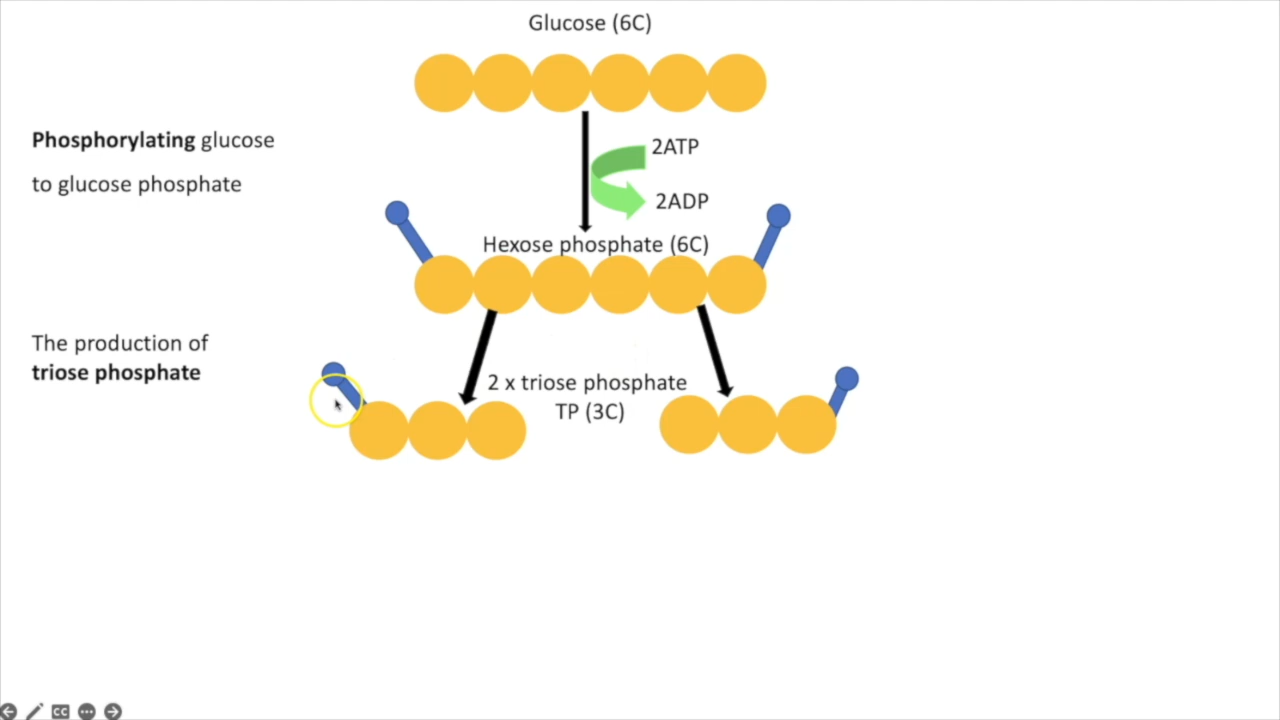 Glucose (6C)
Phosphorylating glucose
to glucose phosphate
2ATP
2ADP
Hexose phosphate (6C)
The production of
triose phosphate
2 x triose phosphate
TP (3C)
CC